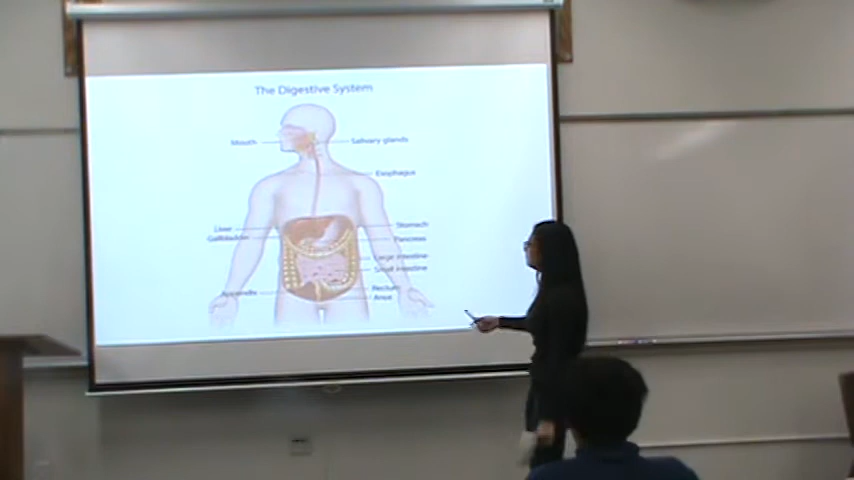 The Digestive System
Mouth
Salivary glands
Esophagus
Liver
Stomach
Gallbladder
Pancreas
Large intestine
Small intestine
Appendix
Rectum
Anus